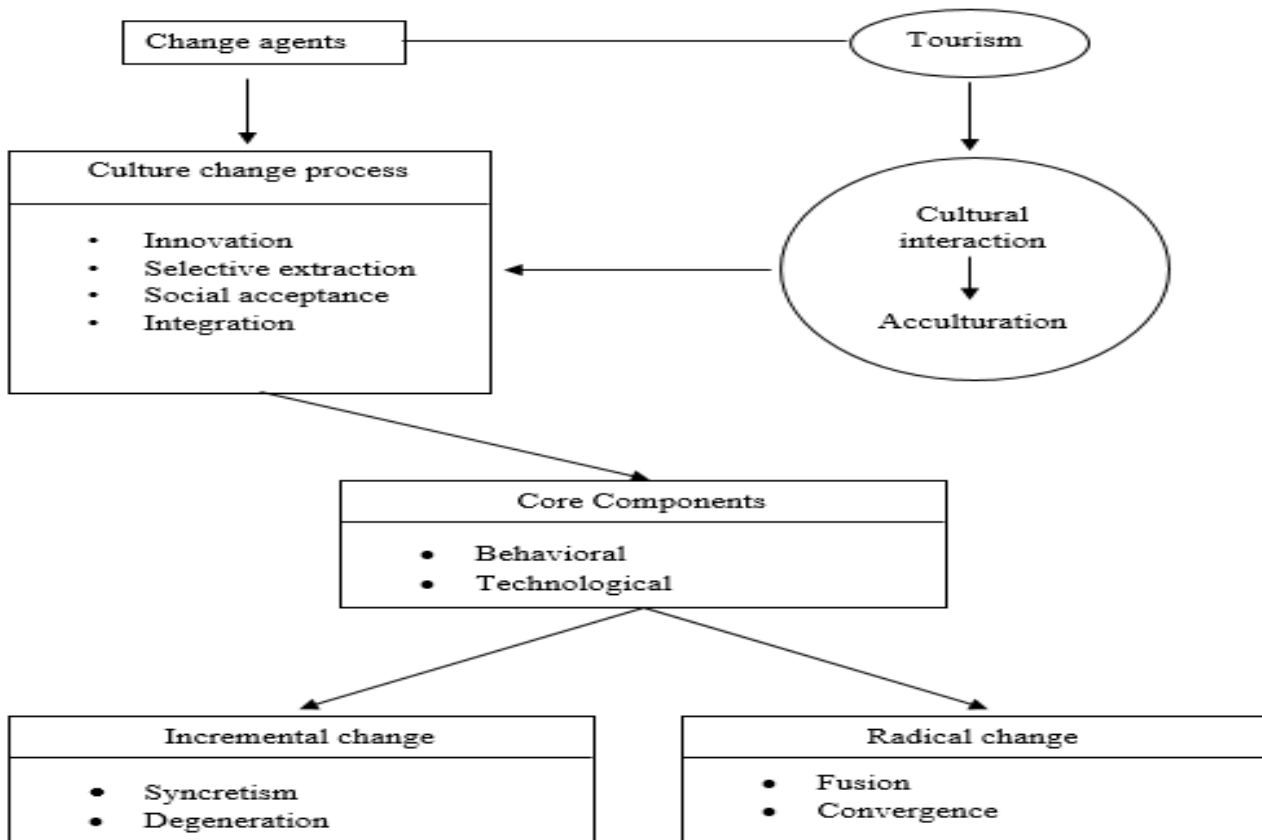 Change agents
Tourism
Culture change process
• Innovation
• Selective extraction
• Social acceptance
• Integration
Cultural
interaction
Acculturation
Core Components
• Behavioral
• Technological
Incremental change
• Syncretism
• Degeneration
Radical change
• Fusion
• Convergence